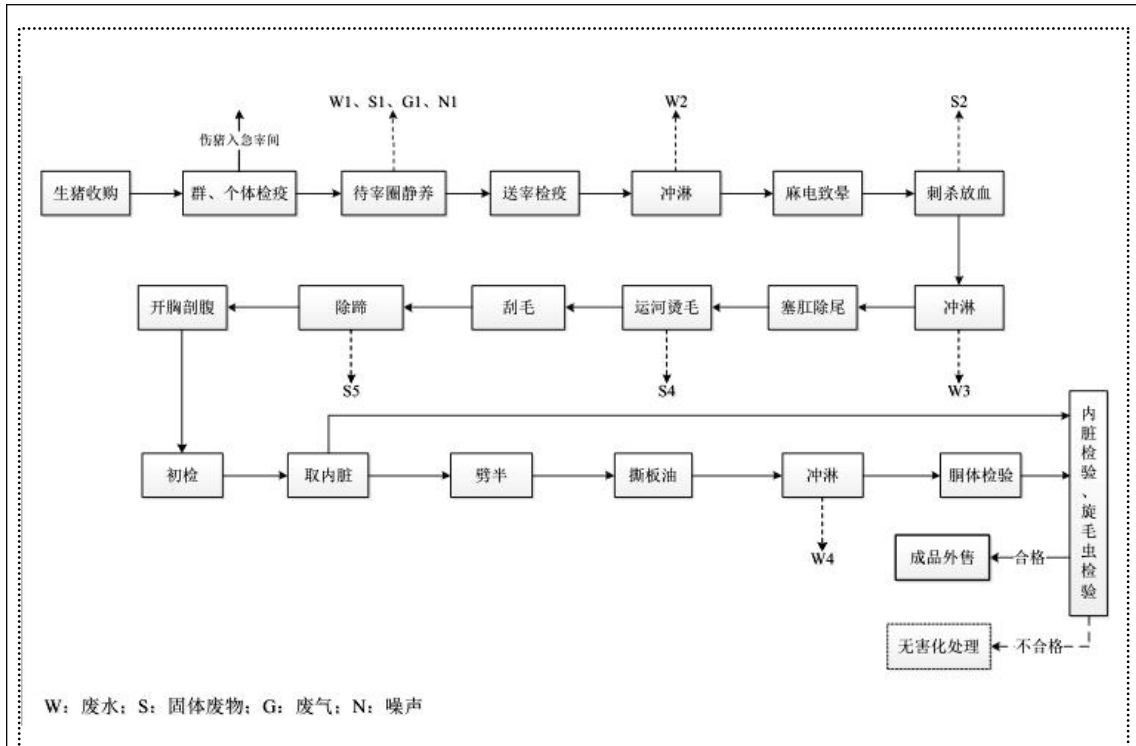 W1、S1、G1、N1
W2
S2
伤猪入急宰间
生猪收购
群、个体检疫
待宰圈静养
送宰检疫
冲淋
麻电致晕
刺杀放血
开胸剖腹
除蹄
刮毛
运河烫毛
塞肛除尾
冲淋
S5
S4
W3
初检
取内脏
劈半
撕板油
冲淋
胴体检验
内脏检验、旋毛虫检验
W4
成品外售
合格
无害化处理
不合格
W：废水；S：固体废物；G：废气；N：噪声